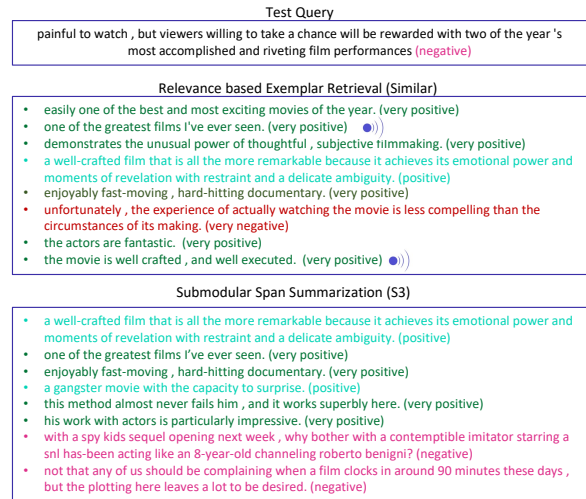 Test Query
painful to watch , but viewers willing to take a chance will be rewarded with two of the year 's
most accomplished and riveting film performances (negative)
Relevance based Exemplar Retrieval (Similar)
• easily one of the best and most exciting movies of the year. (very positive)
• one of the greatest films I've ever seen. (very positive)
• demonstrates the unusual power of thoughtful , subjective filmmaking. (very positive)
• a well-crafted film that is all the more remarkable because it achieves its emotional power and
moments of revelation with restraint and a delicate ambiguity. (positive)
• enjoyably fast-moving , hard-hitting documentary. (very positive)
• unfortunately , the experience of actually watching the movie is less compelling than the
circumstances of its making. (very negative)
• the actors are fantastic. (very positive)
• the movie is well crafted , and well executed. (very positive)
Submodular Span Summarization (S3)
• a well-crafted film that is all the more remarkable because it achieves its emotional power and
moments of revelation with restraint and a delicate ambiguity. (positive)
• one of the greatest films I've ever seen. (very positive)
• enjoyably fast-moving , hard-hitting documentary. (very positive)
• a gangster movie with the capacity to surprise. (positive)
• this method almost never fails him , and it works superbly here. (very positive)
• his work with actors is particularly impressive. (very positive)
• with a spy kids sequel opening next week , why bother with a contemptible imitator starring a
snl has-been acting like an 8-year-old channeling roberto benigni? (negative)
• not that any of us should be complaining when a film clocks in around 90 minutes these days ,
but the plotting here leaves a lot to be desired. (negative)